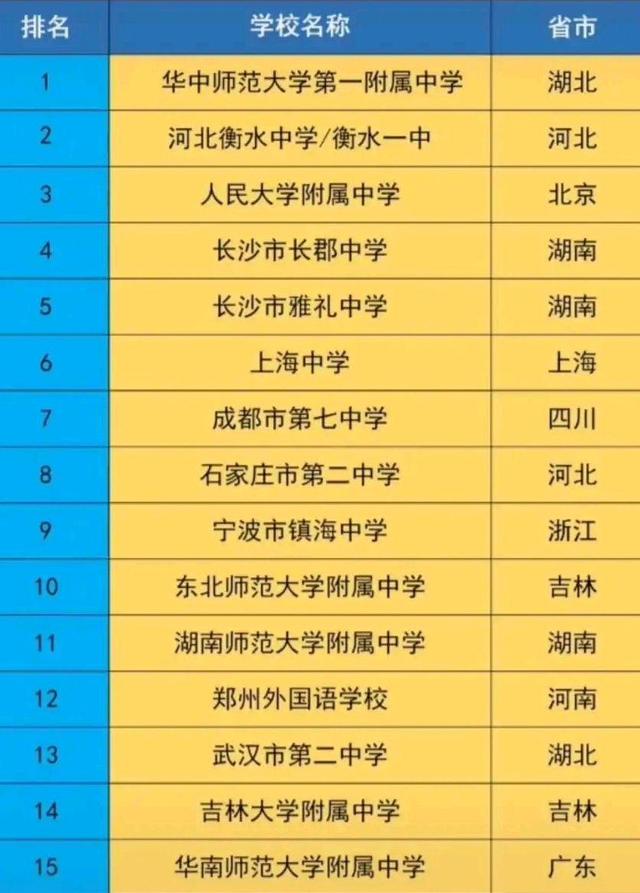 排名 学校名称 省市
1 华中师范大学第一附属中学 湖北
2 河北衡水中学/衡水一中 河北
3 人民大学附属中学 北京
4 长沙市长郡中学 湖南
5 长沙市雅礼中学 湖南
6 上海中学 上海
7 成都市第七中学 四川
8 石家庄市第二中学 河北
9 宁波市镇海中学 浙江
10 东北师范大学附属中学 吉林
11 湖南师范大学附属中学 湖南
12 郑州外国语学校 河南
13 武汉市第二中学 湖北
14 吉林大学附属中学 吉林
15 华南师范大学附属中学 广东